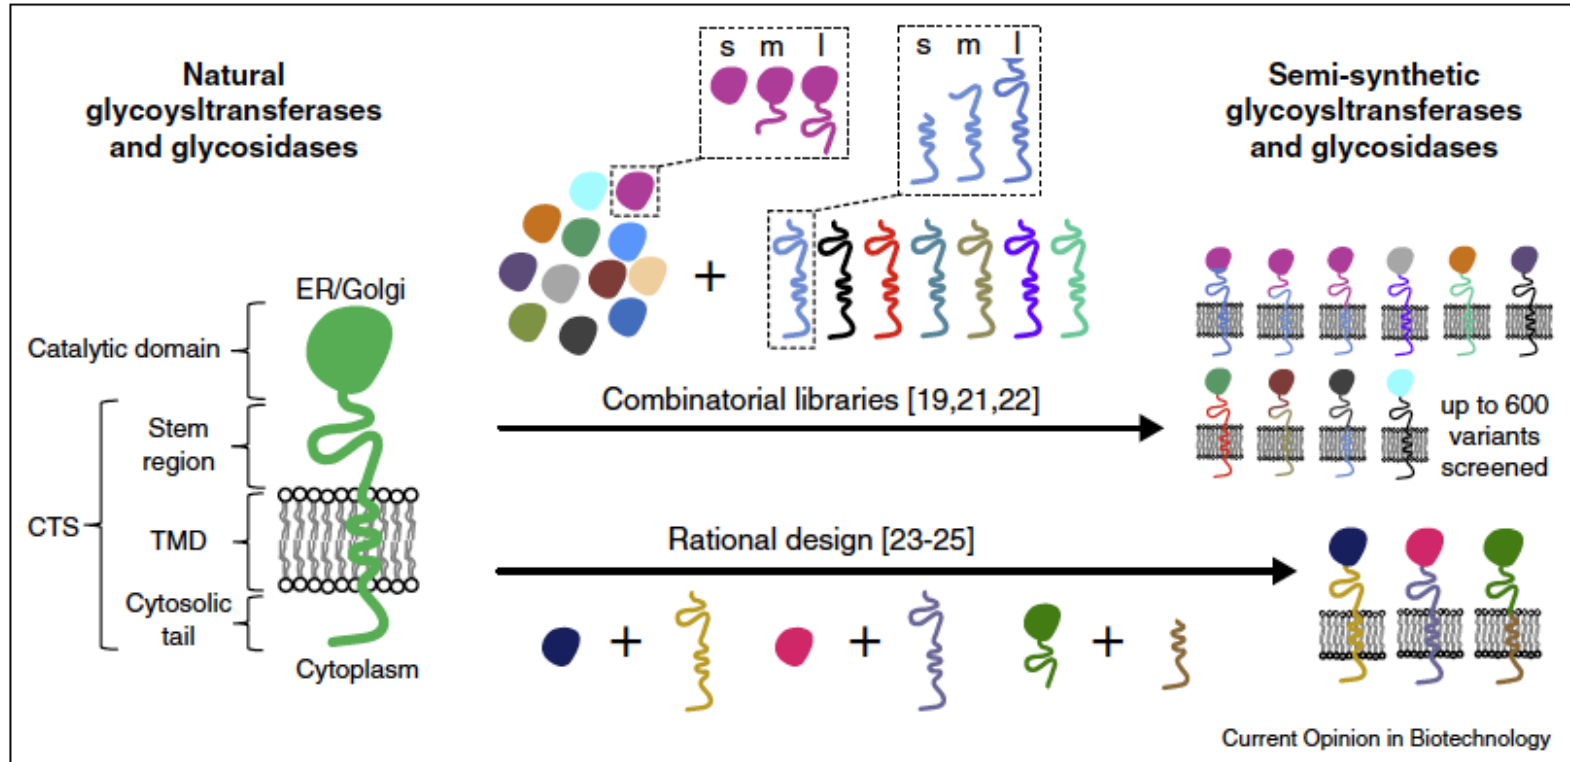 Natural
glycoysltransferases
and glycosidases
s m l
s m l
Semi-synthetic
glycoysltransferases
and glycosidases
+
ER/Golgi
Catalytic domain
Stem
region
CTS
TMD
Cytosolic
tail
Cytoplasm
Combinatorial libraries [19,21,22]
up to 600
variants
screened
Rational design [23-25]
+ + +
Current Opinion in Biotechnology